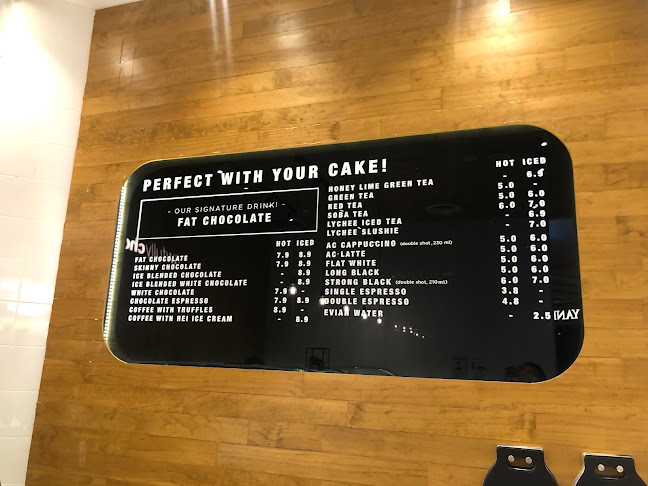 PERFECT WITH YOUR CAKE!
- OUR SIGNATURE DRINK! -
FAT CHOCOLATE
HOT ICED
FAT CHOCOLATE 7.9 8.9
SKINNY CHOCOLATE 7.9 8.9
ICE BLENDED CHOCOLATE - 8.9
ICE BLENDED WHITE CHOCOLATE - 8.9
WHITE CHOCOLATE 7.9 -
CHOCOLATE ESPRESSO 7.9 8.9
COFFEE WITH TRUFFLES 8.9 -
COFFEE WITH HEI ICE CREAM - 8.9
HOT ICED
HONEY LIME GREEN TEA - 6.9
GREEN TEA 5.0 -
RED TEA 5.0 6.0
SOBA TEA 6.0 7.0
LYCHEE ICED TEA - 6.9
LYCHEE SLUSHIE - 7.0
AC CAPPUCCINO (double shot, 230 ml) 5.0 6.0
AC LATTE 5.0 6.0
FLAT WHITE 5.0 6.0
LONG BLACK 5.0 6.0
STRONG BLACK (double shot, 210ml) 6.0 7.0
SINGLE ESPRESSO 3.8 -
DOUBLE ESPRESSO 4.8 -
EVIAN WATER - 2.5